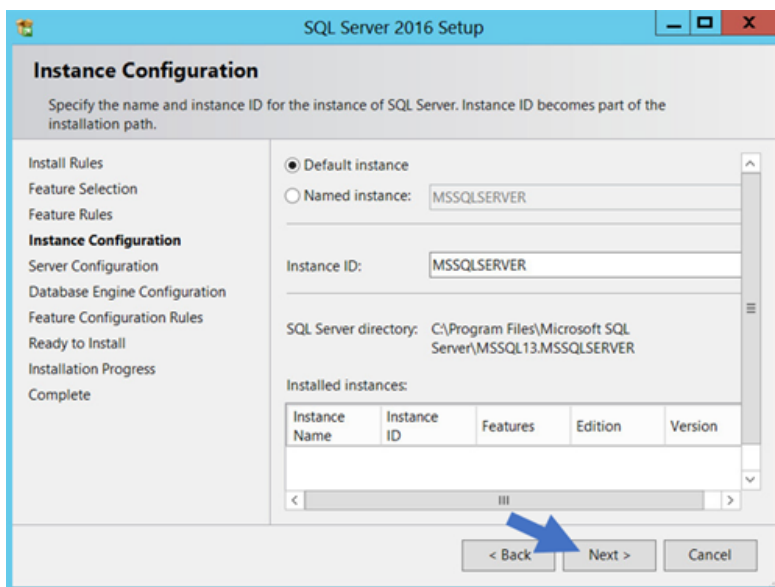 SQL Server 2016 Setup
Instance Configuration
Specify the name and instance ID for the instance of SQL Server. Instance ID becomes part of the
installation path.
Install Rules
Feature Selection
Feature Rules
Instance Configuration
Server Configuration
Database Engine Configuration
Feature Configuration Rules
Ready to Install
Installation Progress
Complete
Default instance
Named instance: MSSQLSERVER
Instance ID: MSSQLSERVER
SQL Server directory: C:\Program Files\Microsoft SQL
Server\MSSQL13.MSSQLSERVER
Installed instances:
Instance Name Instance ID Features Edition Version
< Back Next > Cancel